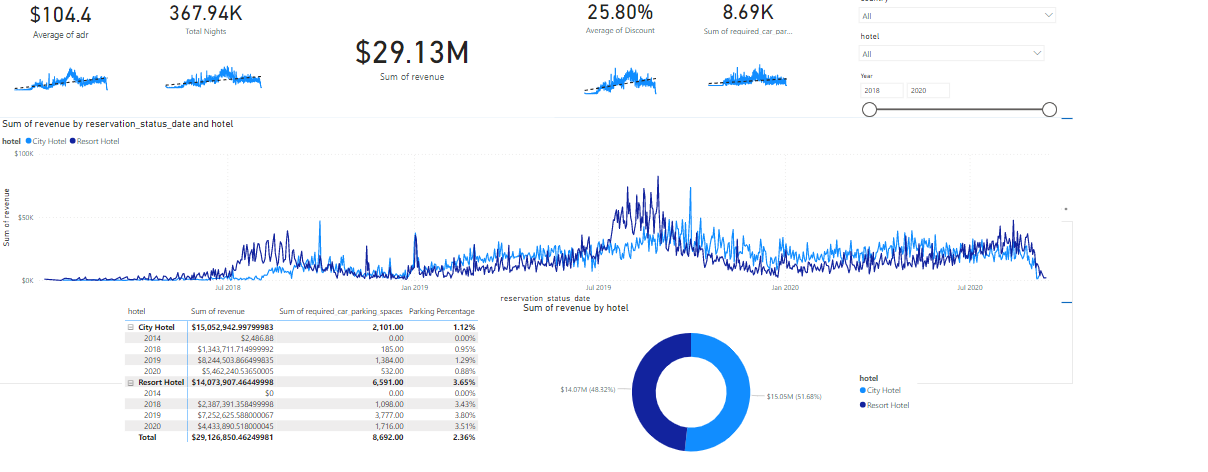 country
$104.4
Average of adr
367.94K
Total Nights
$29.13M
Sum of revenue
25.80%
Average of Discount
8.69K
Sum of required_car_par...
All
hotel
All
Year
2018 2020
Sum of revenue by reservation_status_date and hotel
hotel City Hotel Resort Hotel
$100K
$50K
$0K
Sum of revenue
Jul 2018 Jan 2019 Jul 2019 Jan 2020 Jul 2020
reservation_status_date
hotel Sum of revenue Sum of required_car_parking_spaces Parking Percentage
City Hotel $15,052,942.99799983 2,101.00 1.12%
2014 $2,486.88 0.00 0.00%
2018 $1,343,711.714999992 185.00 0.95%
2019 $8,244,503.866499835 1,384.00 1.29%
2020 $5,462,240.53650005 532.00 0.88%
Resort Hotel $14,073,907.46449998 6,591.00 3.65%
2014 $0 0.00 0.00%
2018 $2,387,391.358499998 1,098.00 3.43%
2019 $7,252,625.588000067 3,777.00 3.80%
2020 $4,433,890.518000045 1,716.00 3.51%
Total $29,126,850.46249981 8,692.00 2.36%
Sum of revenue by hotel
$14.07M (48.32%)
$15.05M (51.68%)
hotel
City Hotel
Resort Hotel